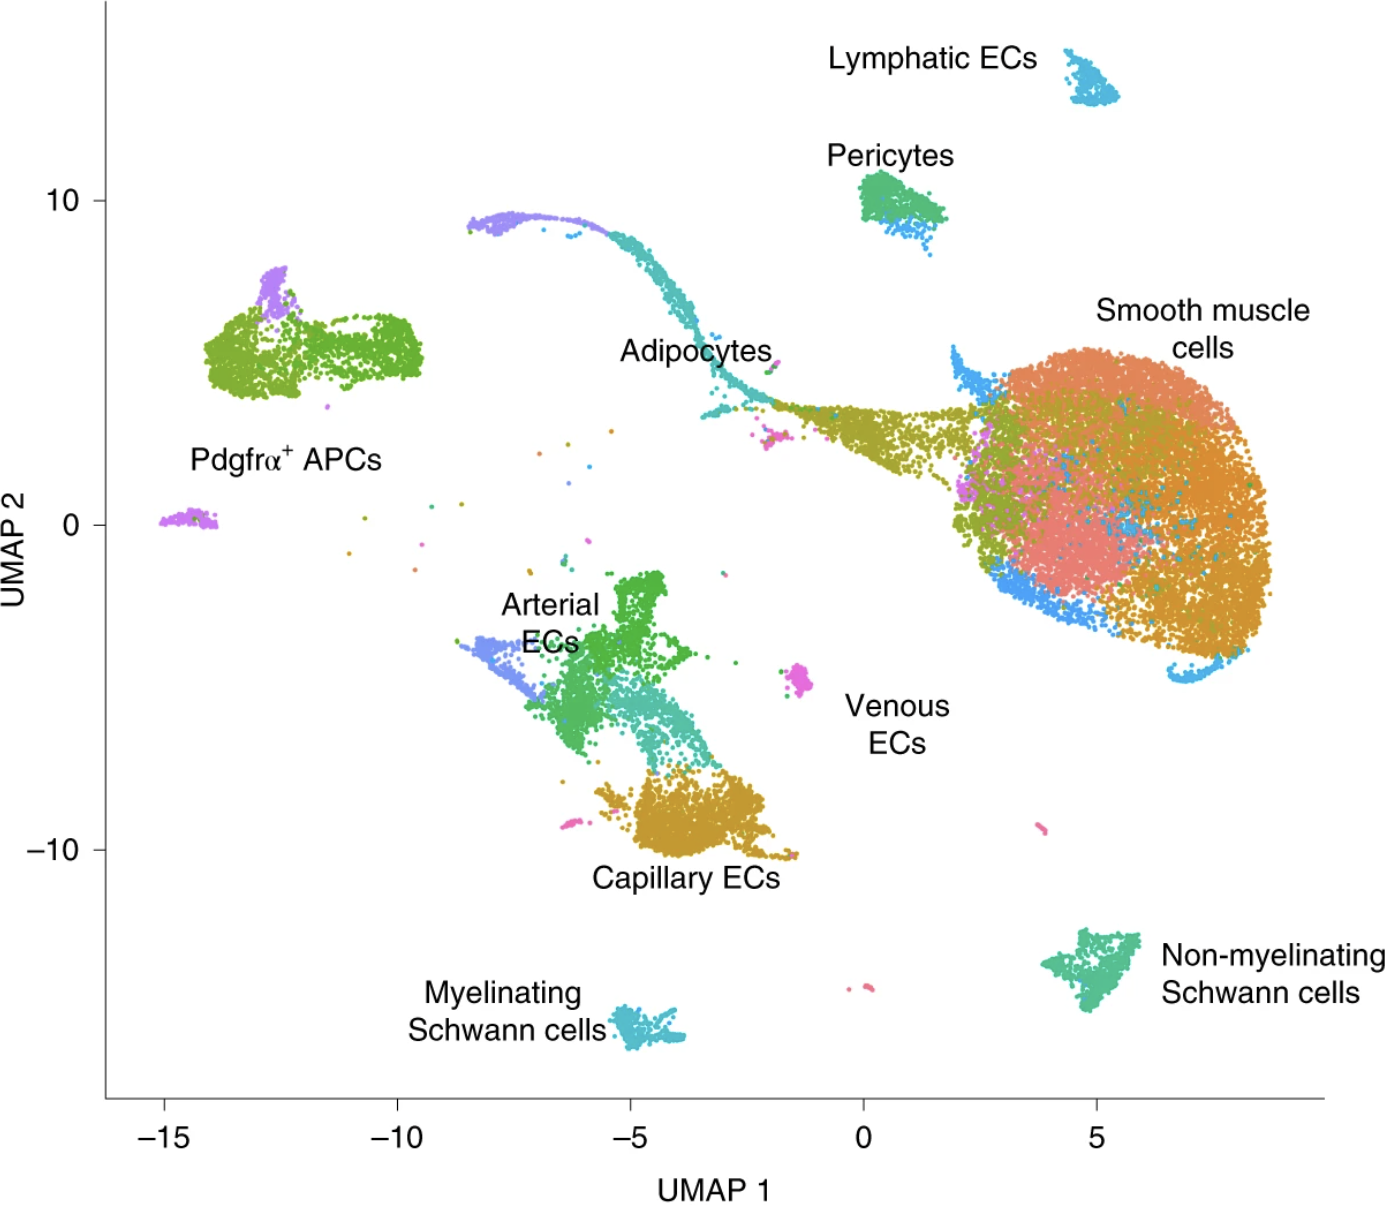 Lymphatic ECs
Pericytes
10
Smooth muscle
cells
Adipocytes
Pdgfrα⁺ APCs
UMAP 2
0
Arterial
ECs
Venous
ECs
−10
Capillary ECs
Non-myelinating
Schwann cells
Myelinating
Schwann cells
−15 −10 −5 0 5
UMAP 1